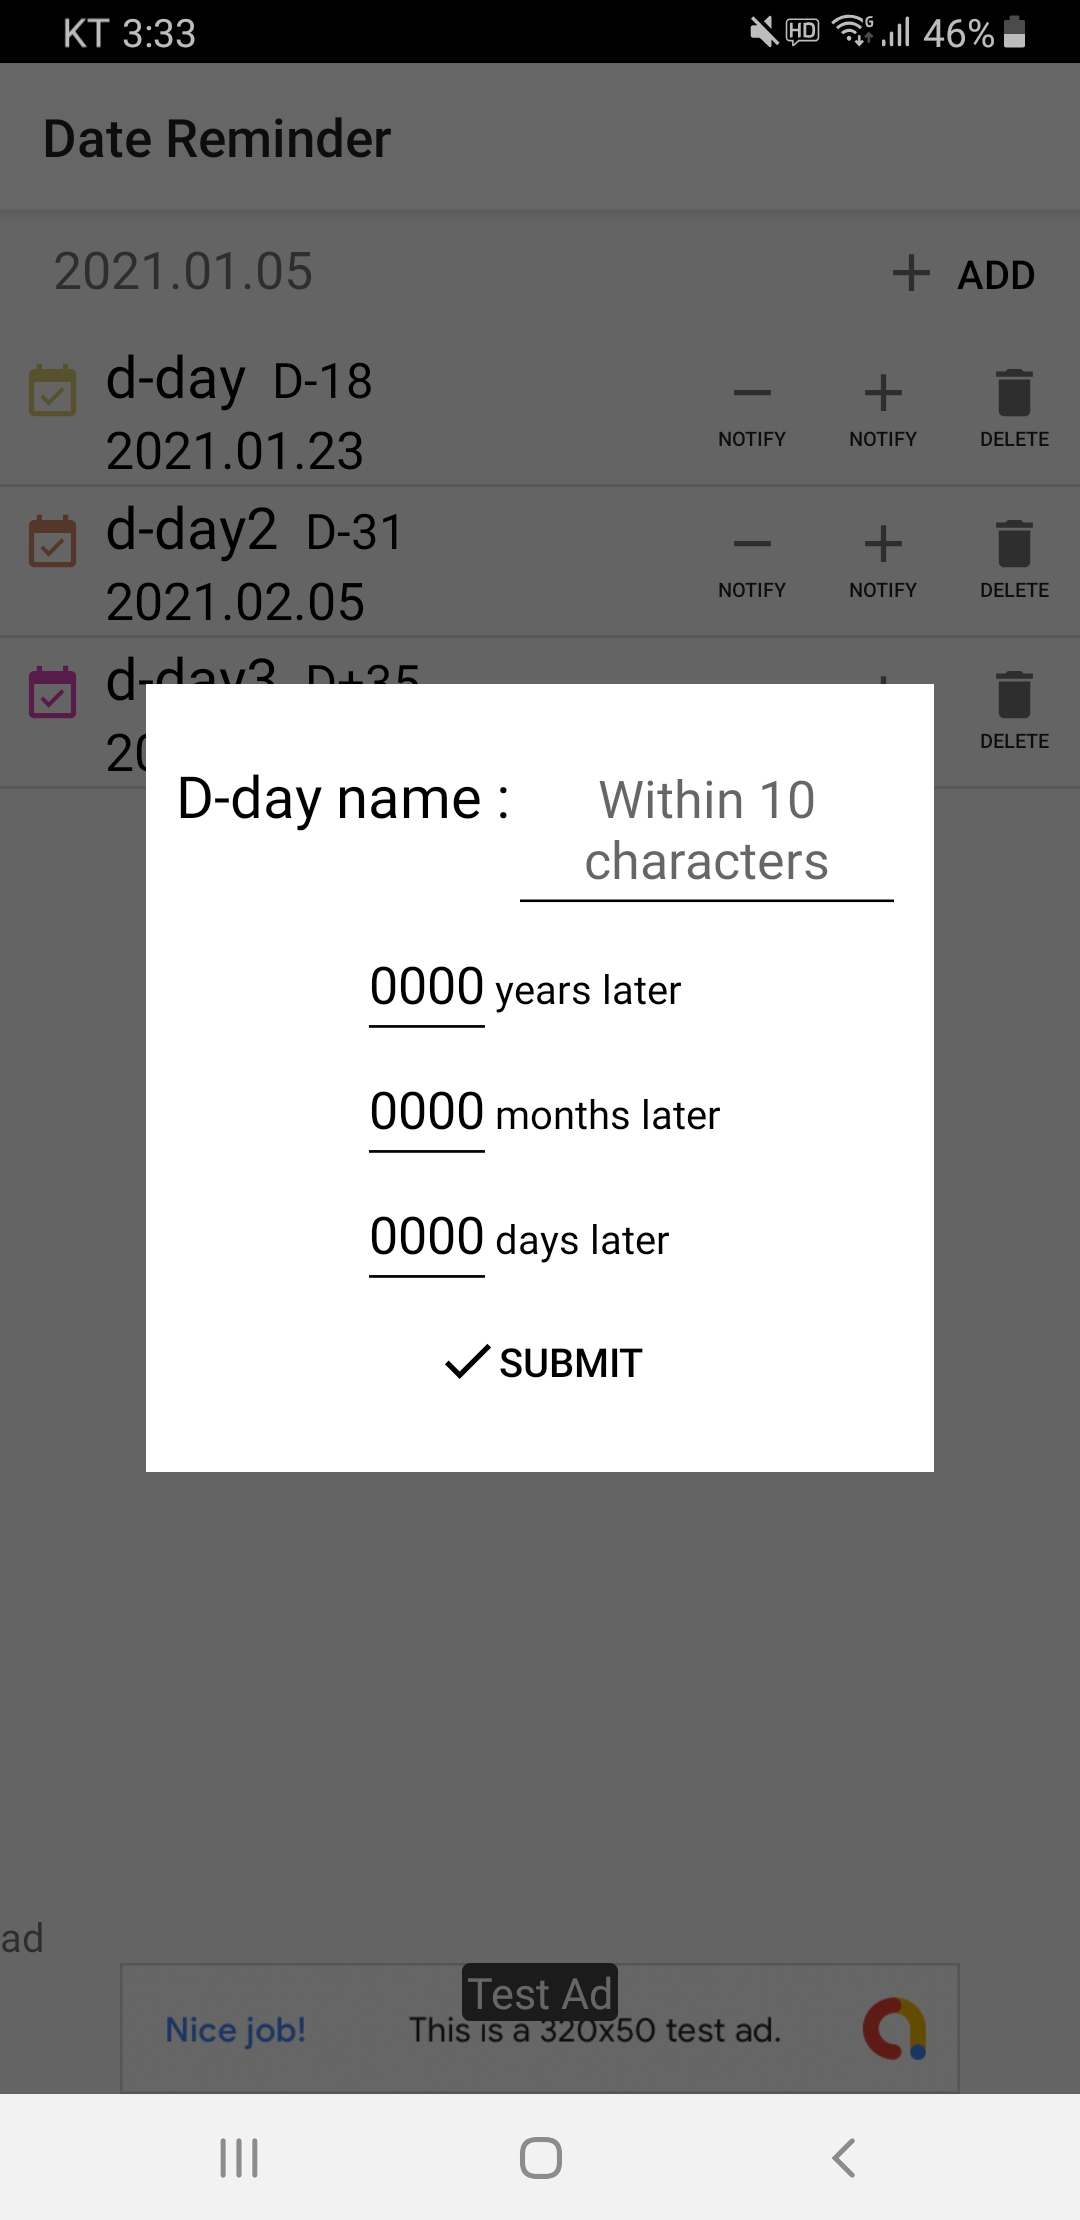 KT 3:33 HD G 46%
Date Reminder
2021.01.05 ADD
d-day D-18
2021.01.23
NOTIFY NOTIFY DELETE
d-day2 D-31
2021.02.05
NOTIFY NOTIFY DELETE
d-day3 D+35
20
DELETE
D-day name : Within 10
characters
0000 years later
0000 months later
0000 days later
SUBMIT
ad
Test Ad
Nice job! This is a 320x50 test ad.